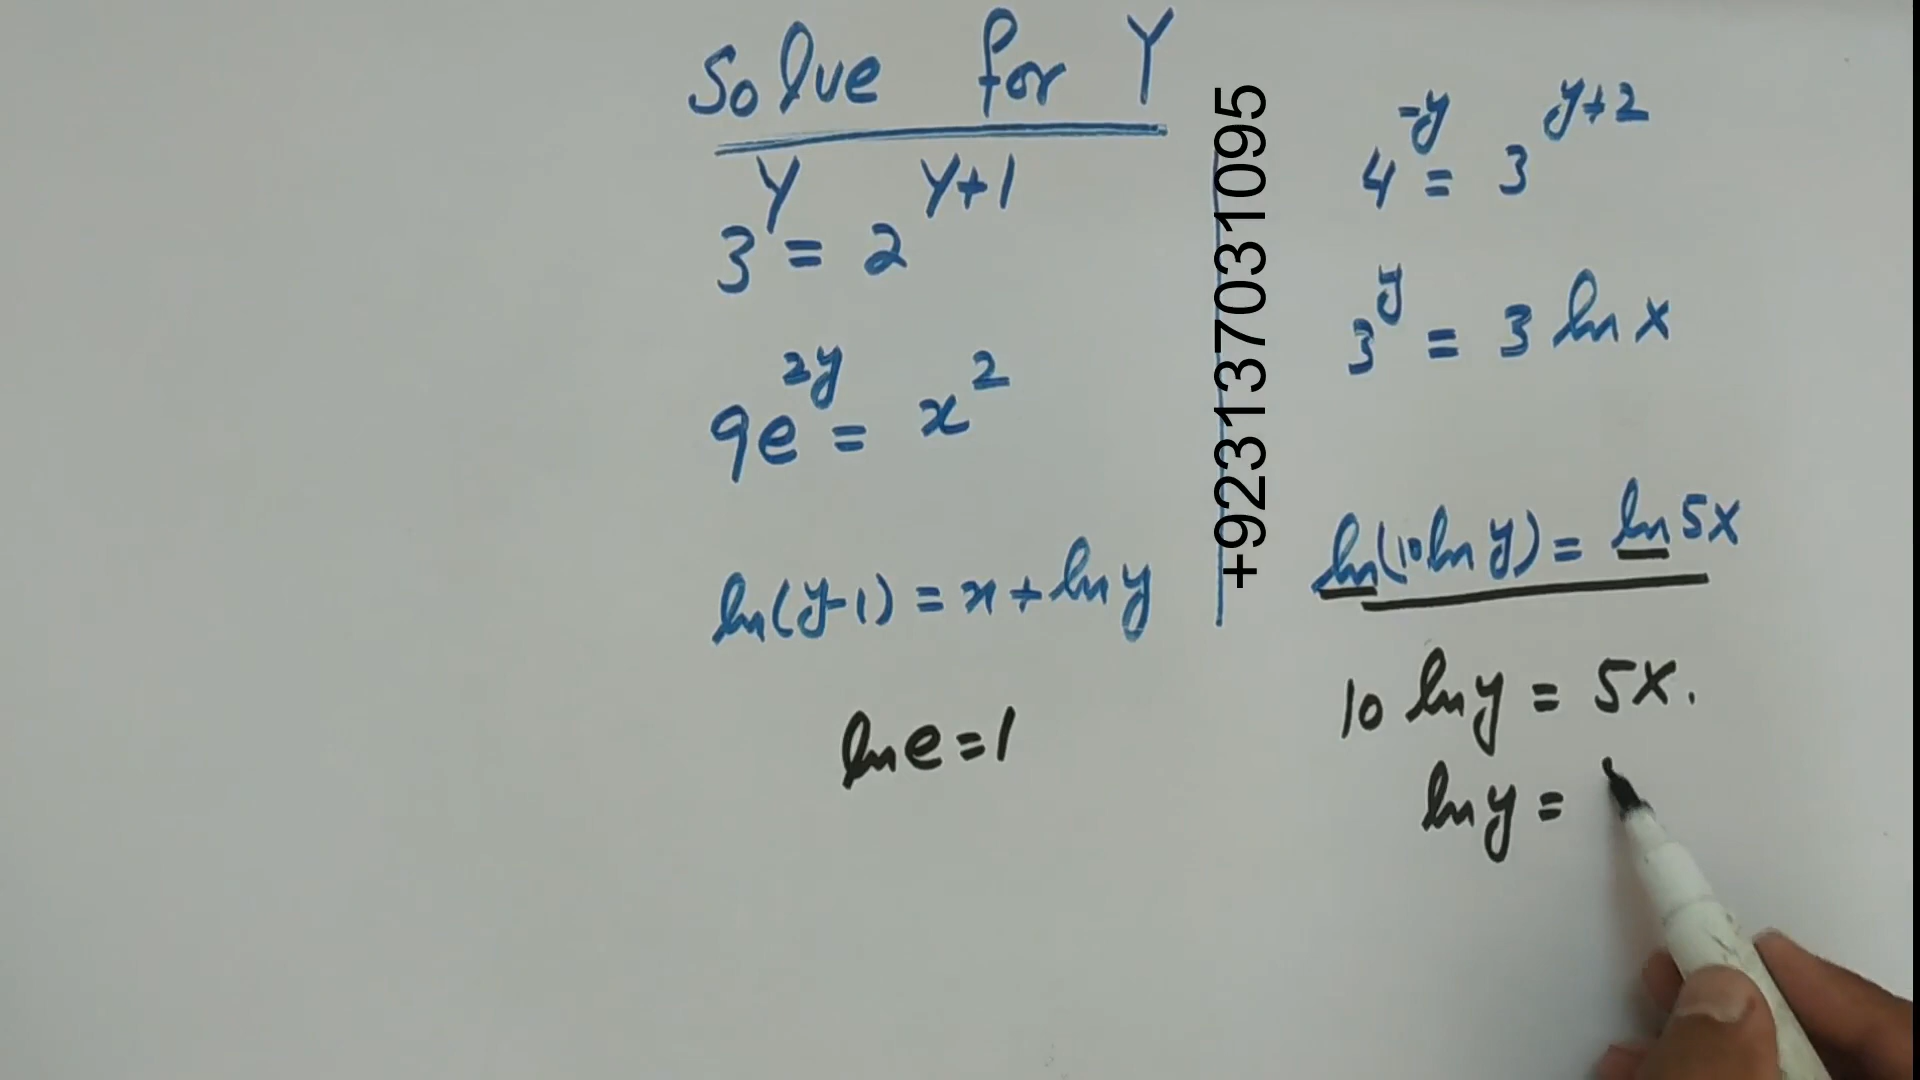 Solve for Y
3^Y = 2^Y+1
9e^2y = x^2
ln(y-1) = x + ln y
ln e = 1
+923137031095
4^-y = 3^y+2
3^y = 3 ln x
ln(10 ln y) = ln 5x
10 ln y = 5x.
ln y =